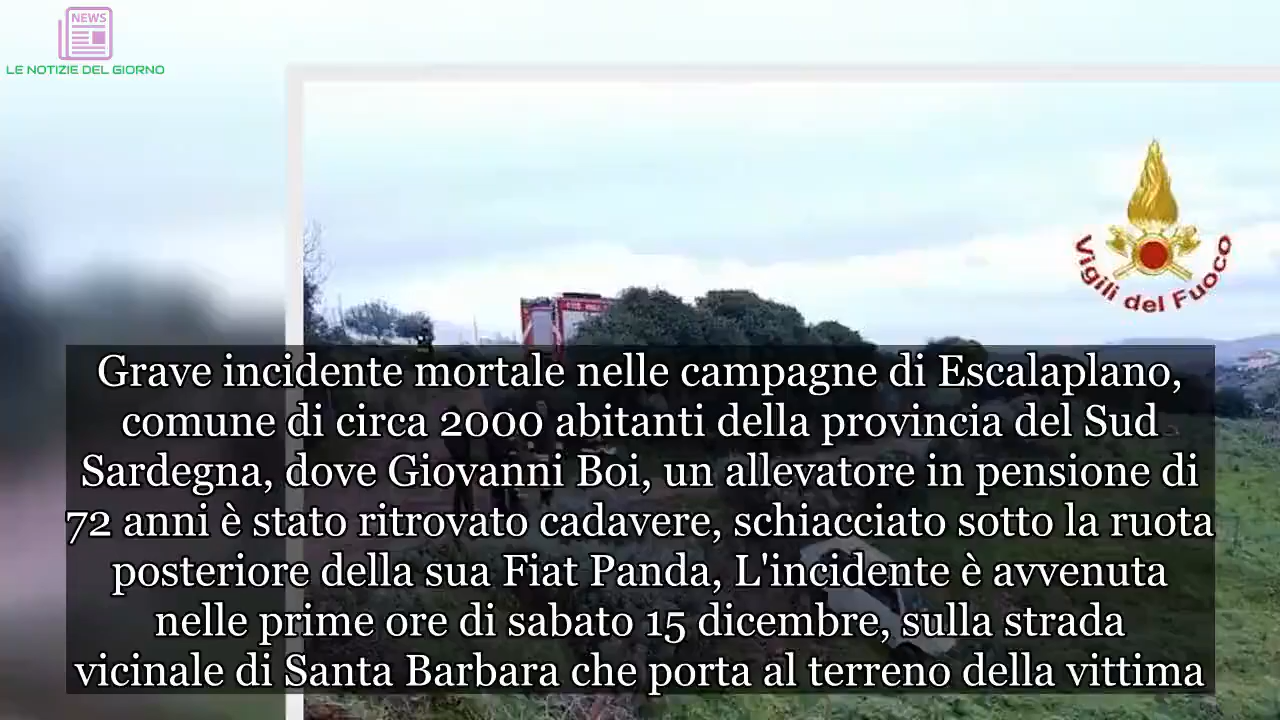 NEWS
LE NOTIZIE DEL GIORNO
Vigili del Fuoco
Grave incidente mortale nelle campagne di Escalaplano,
comune di circa 2000 abitanti della provincia del Sud
Sardegna, dove Giovanni Boi, un allevatore in pensione di
72 anni è stato ritrovato cadavere, schiacciato sotto la ruota
posteriore della sua Fiat Panda, L'incidente è avvenuta
nelle prime ore di sabato 15 dicembre, sulla strada
vicinale di Santa Barbara che porta al terreno della vittima